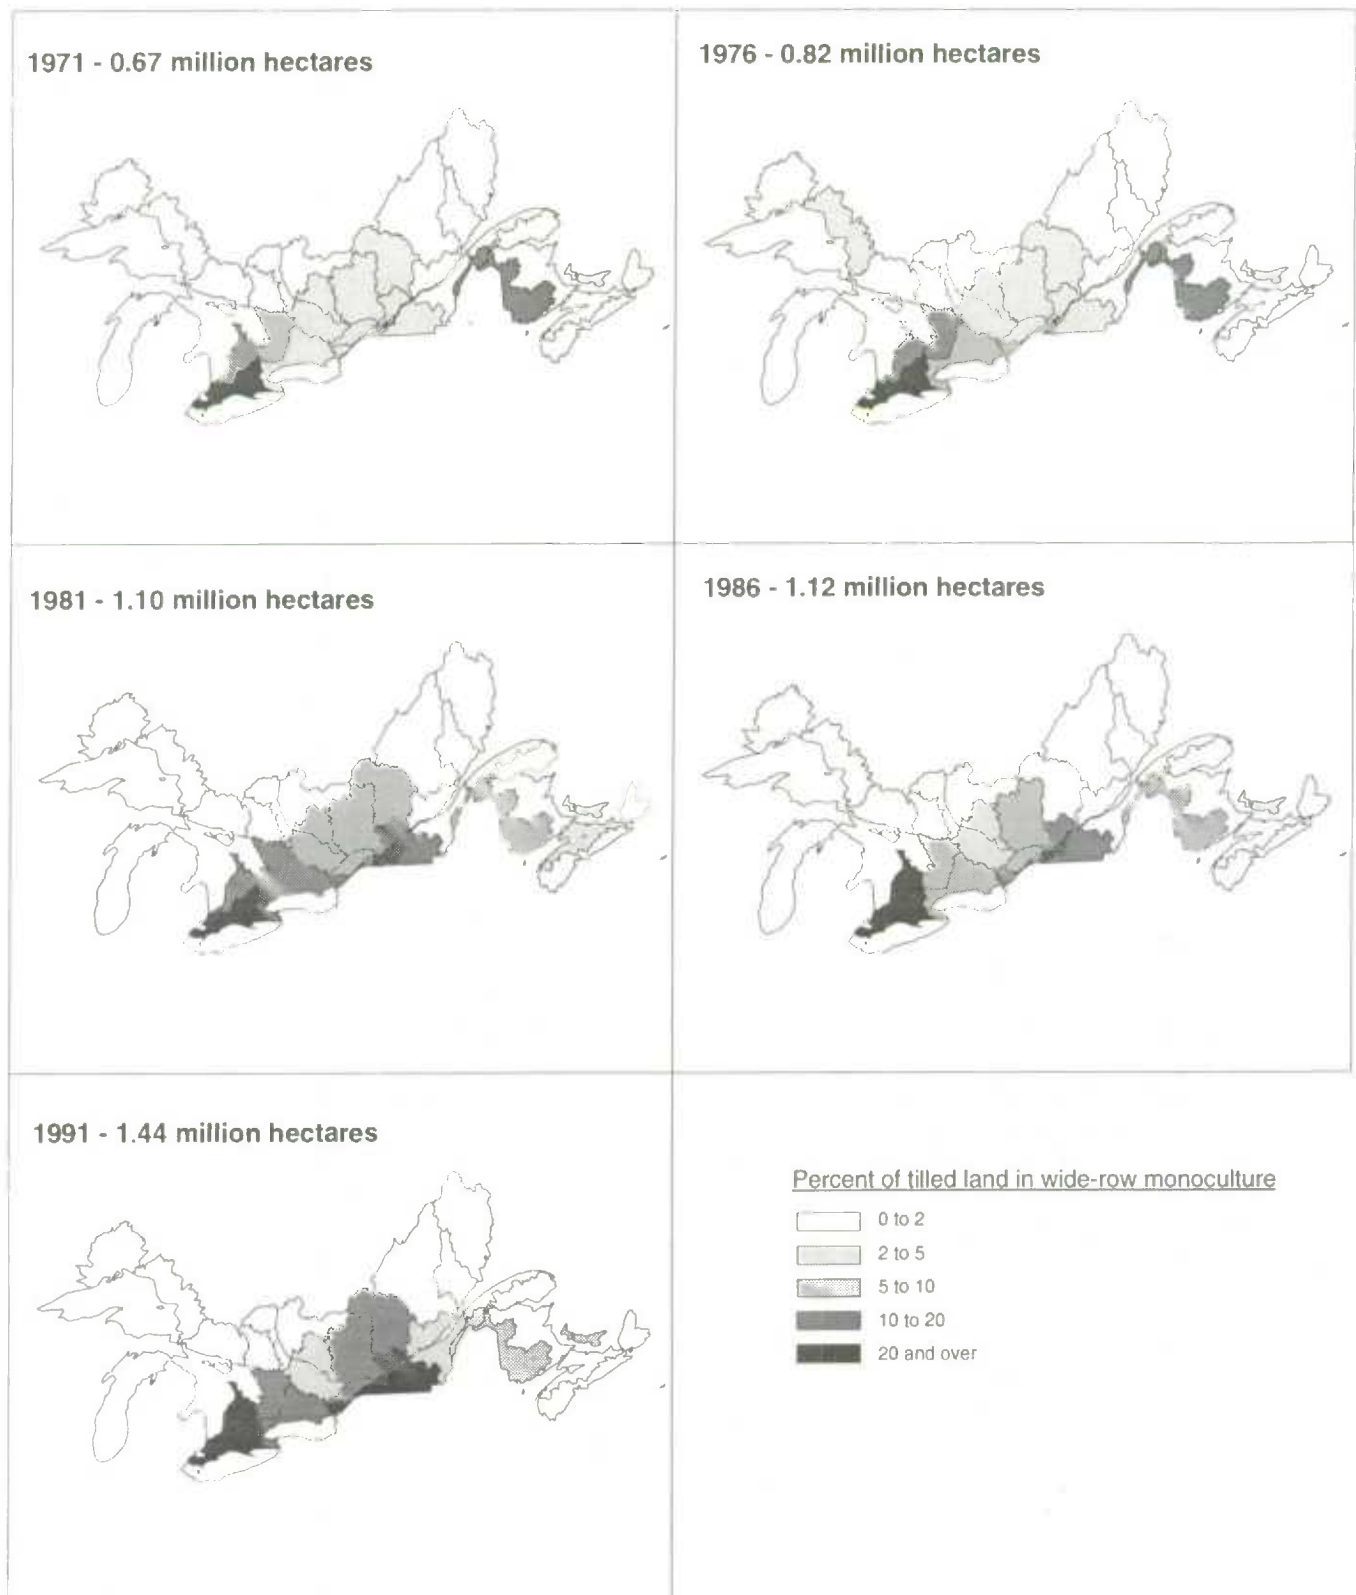 1971 - 0.67 million hectares
1976 - 0.82 million hectares
1981 - 1.10 million hectares
1986 - 1.12 million hectares
1991 - 1.44 million hectares
Percent of tilled land in wide-row monoculture
0 to 2
2 to 5
5 to 10
10 to 20
20 and over